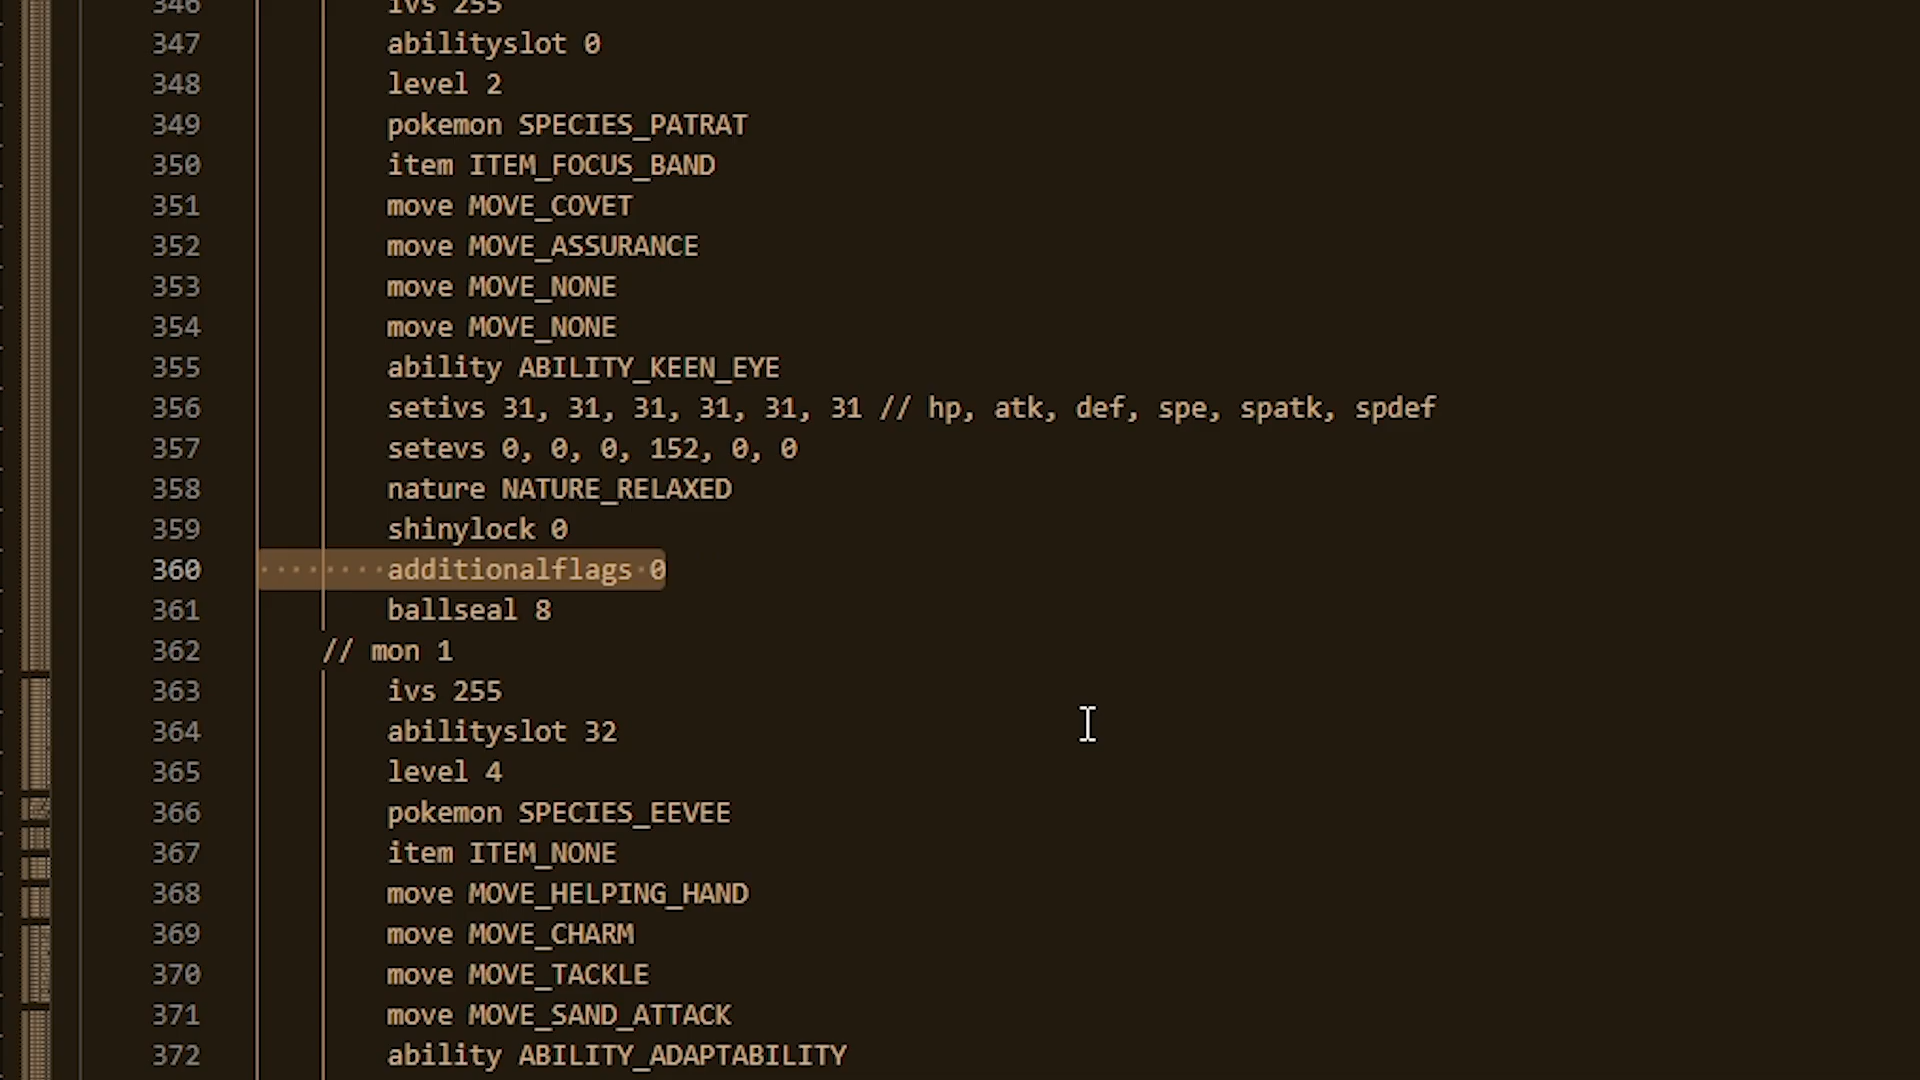 346 ivs 255
347 abilityslot 0
348 level 2
349 pokemon SPECIES_PATRAT
350 item ITEM_FOCUS_BAND
351 move MOVE_COVET
352 move MOVE_ASSURANCE
353 move MOVE_NONE
354 move MOVE_NONE
355 ability ABILITY_KEEN_EYE
356 setivs 31, 31, 31, 31, 31, 31 // hp, atk, def, spe, spatk, spdef
357 setevs 0, 0, 0, 152, 0, 0
358 nature NATURE_RELAXED
359 shinylock 0
360 additionalflags 0
361 ballseal 8
362 // mon 1
363 ivs 255
364 abilityslot 32
365 level 4
366 pokemon SPECIES_EEVEE
367 item ITEM_NONE
368 move MOVE_HELPING_HAND
369 move MOVE_CHARM
370 move MOVE_TACKLE
371 move MOVE_SAND_ATTACK
372 ability ABILITY_ADAPTABILITY